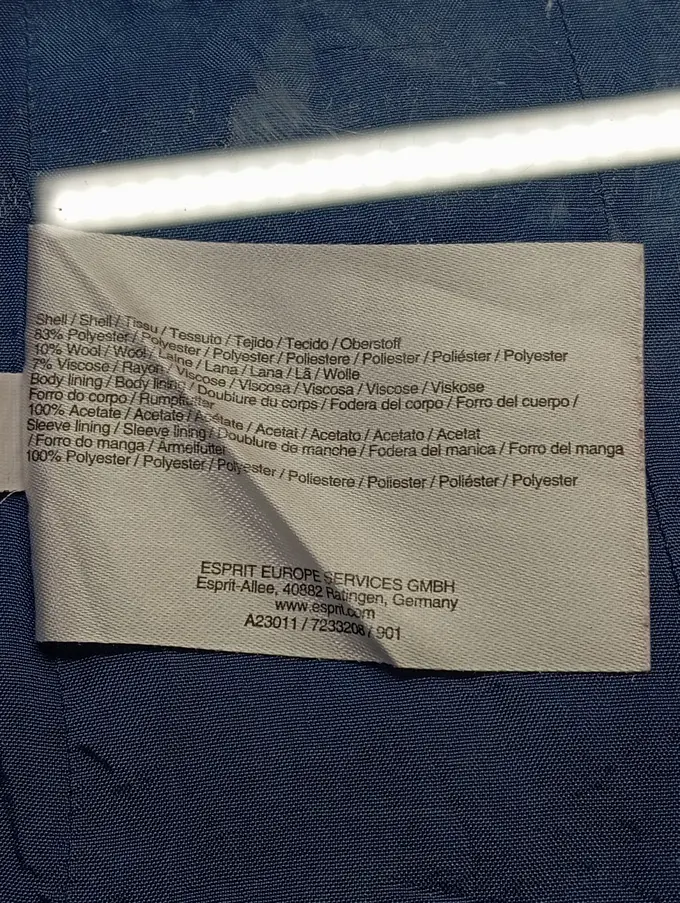 Shell / Shell / Tissu / Tessuto / Tejido / Tecido / Oberstoff
83% Polyester / Polyester / Polyester / Poliestere / Poliester / Poliéster / Polyester
10% Wool / Wool / Laine / Lana / Lana / Lã / Wolle
7% Viscose / Rayon / Viscose / Viscosa / Viscosa / Viscose / Viskose
Body lining / Body lining / Doublure du corps / Fodera del corpo / Forro del cuerpo /
Forro do corpo / Rumpffutter
100% Acetate / Acetate / Acétate / Acetat / Acetato / Acetato / Acetat
Sleeve lining / Sleeve lining / Doublure de manche / Fodera del manica / Forro del manga
/ Forro do manga / Ärmelfutter
100% Polyester / Polyester / Polyester / Poliestere / Poliester / Poliéster / Polyester
ESPRIT EUROPE SERVICES GMBH
Esprit-Allee, 40882 Ratingen, Germany
www.esprit.com
A23011 / 7233208 / 901